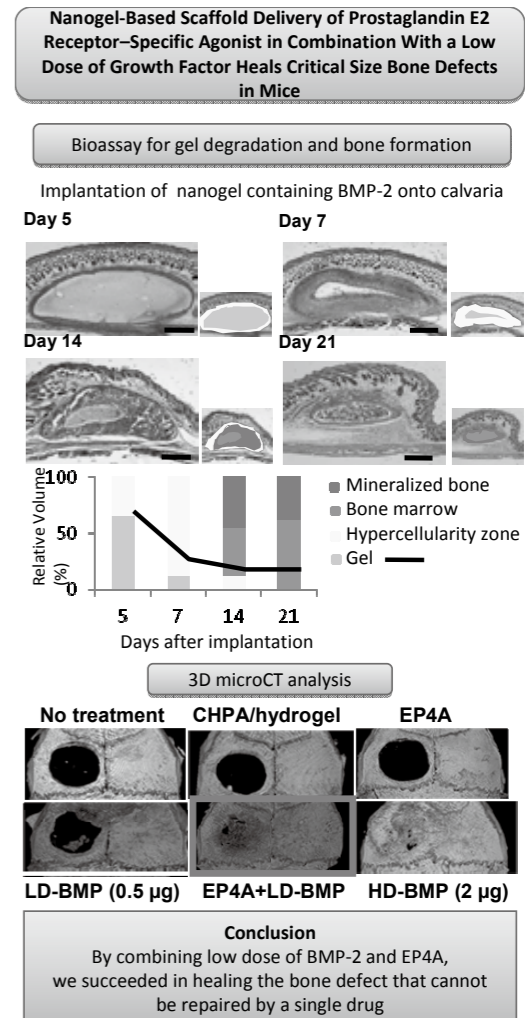 Nanogel-Based Scaffold Delivery of Prostaglandin E2
Receptor–Specific Agonist in Combination With a Low
Dose of Growth Factor Heals Critical Size Bone Defects
in Mice
Bioassay for gel degradation and bone formation
Implantation of nanogel containing BMP-2 onto calvaria
Day 5
Day 7
Day 14
Day 21
Relative Volume
(%)
100
50
0
5 7 14 21
Days after implantation
Mineralized bone
Bone marrow
Hypercellularity zone
Gel
3D microCT analysis
No treatment
CHPA/hydrogel
EP4A
LD-BMP (0.5 µg)
EP4A+LD-BMP
HD-BMP (2 µg)
Conclusion
By combining low dose of BMP-2 and EP4A,
we succeeded in healing the bone defect that cannot
be repaired by a single drug